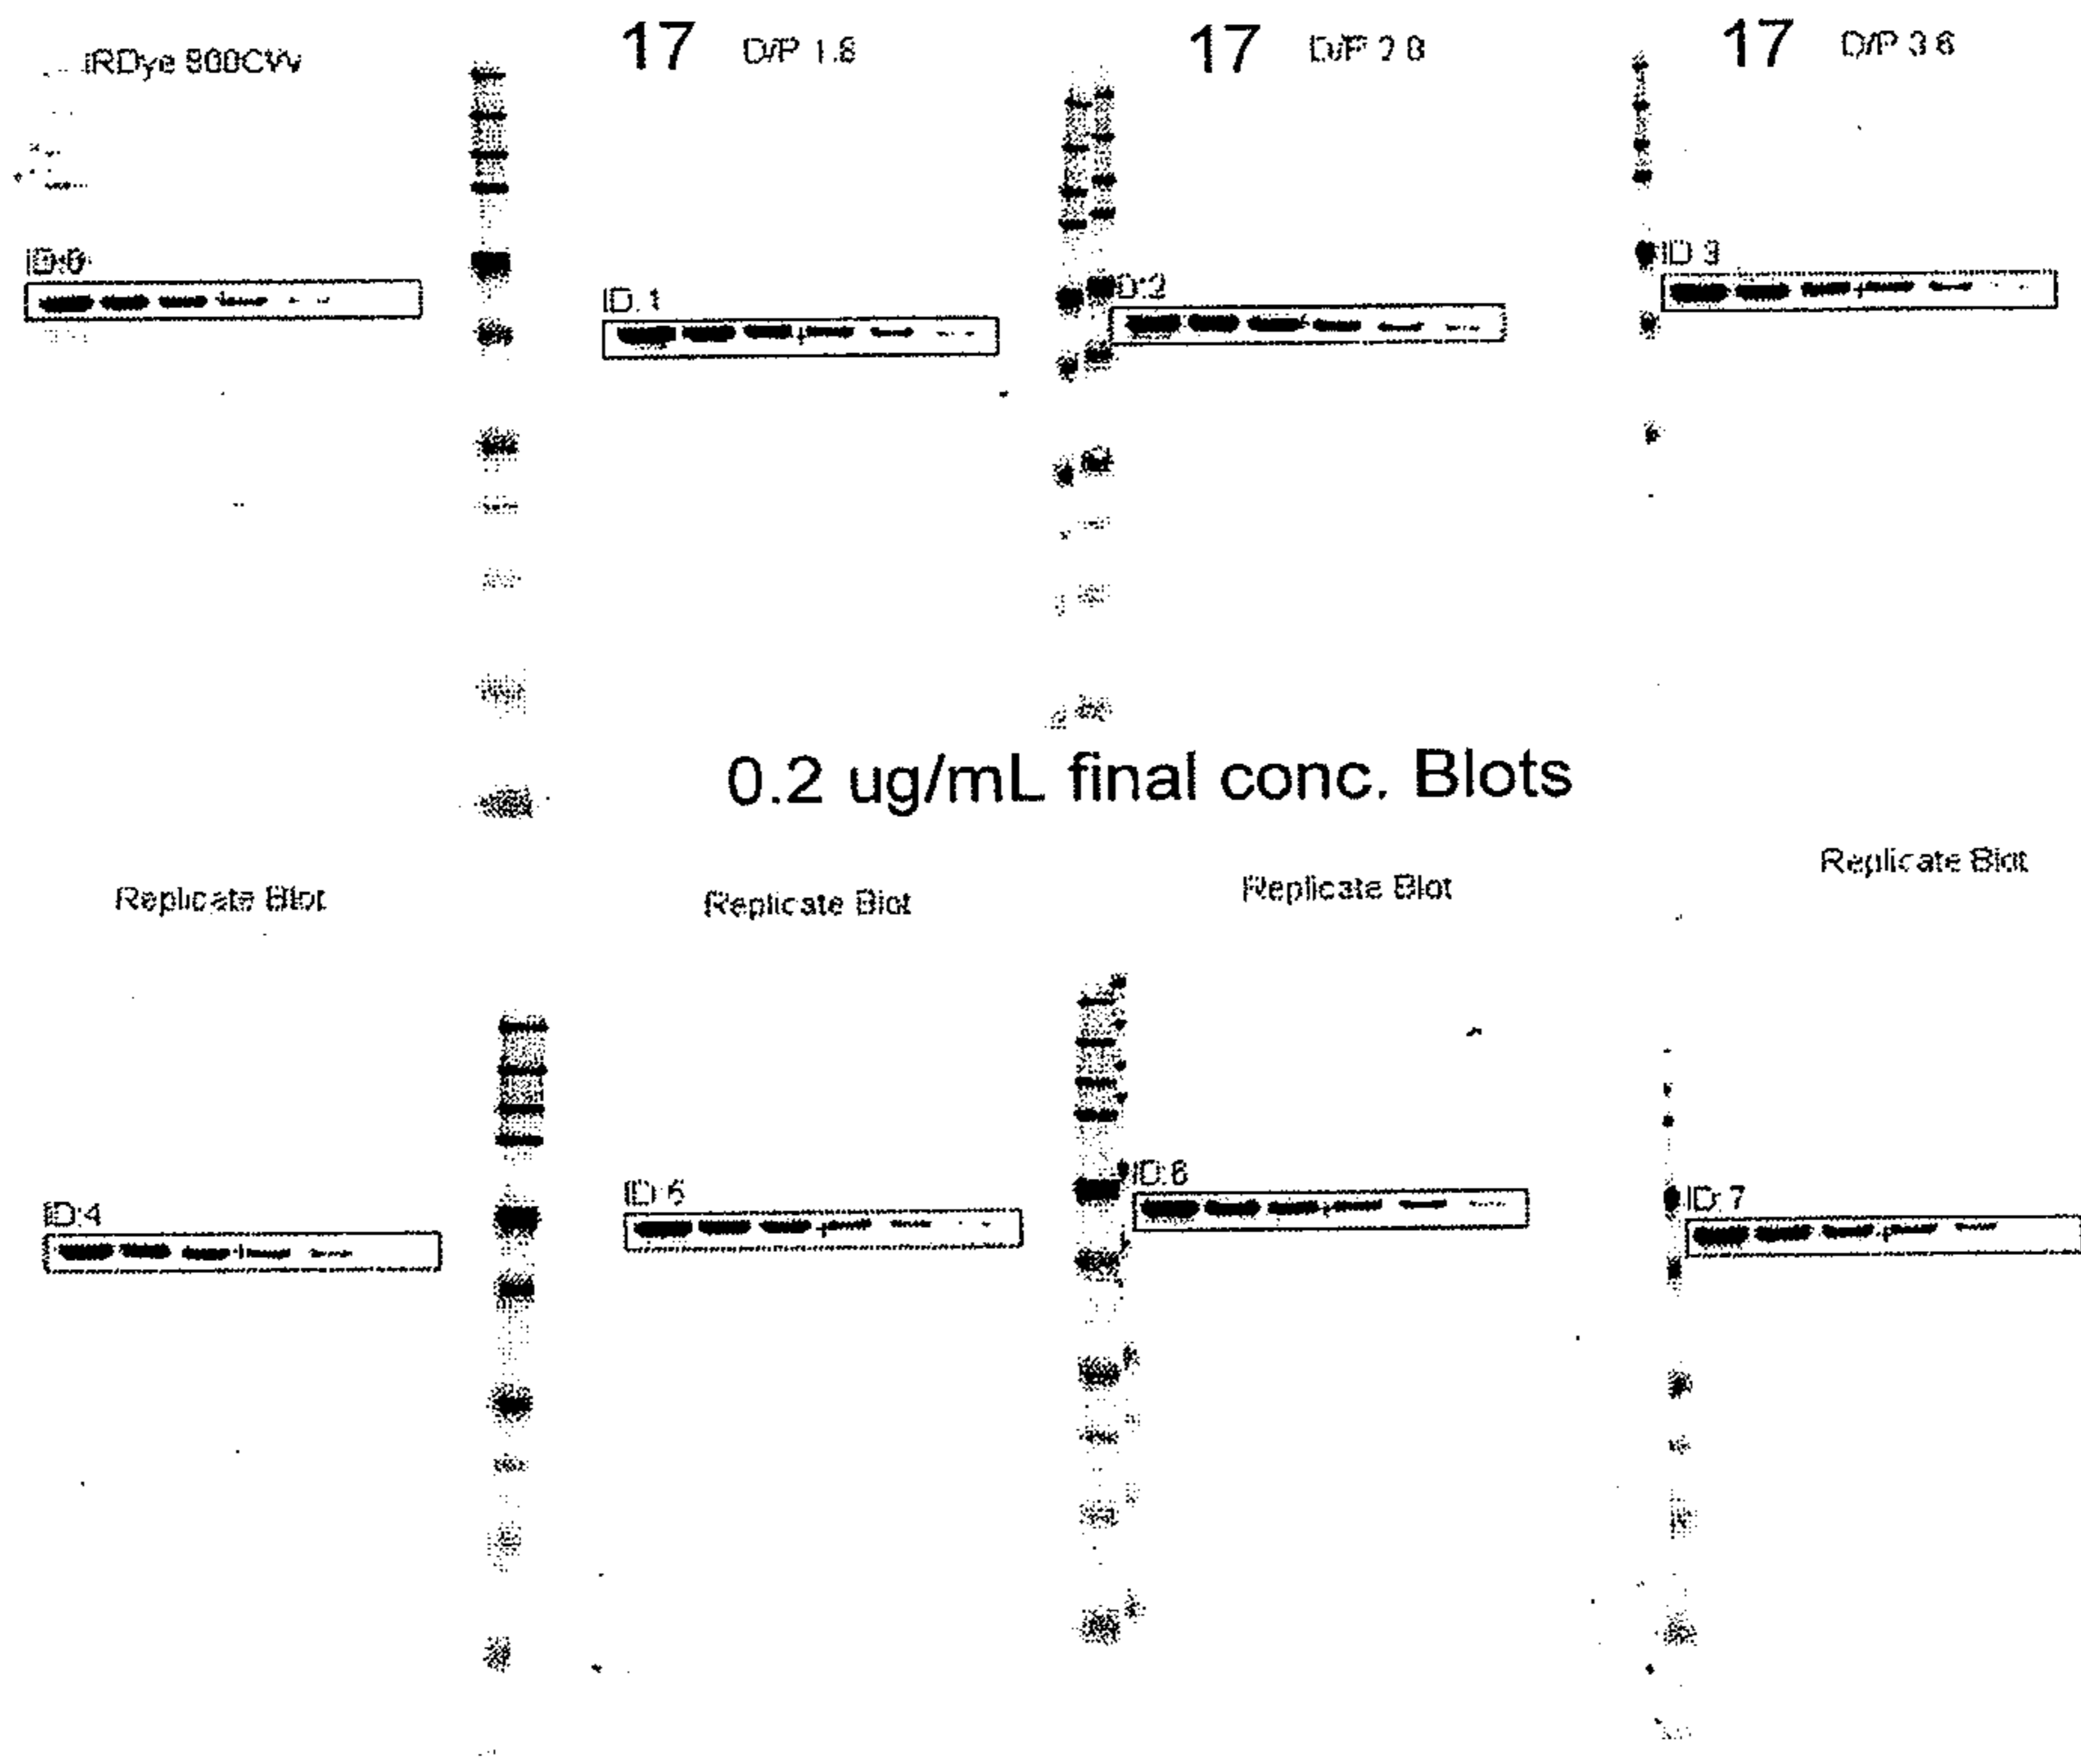 iRDye 800CW
17 D/P 1.8
17 D/P 2.8
17 D/P 3.6
ID:0
ID:1
D:2
ID 3
0.2 ug/mL final conc. Blots
Replicate Blot
Replicate Blot
Replicate Blot
Replicate Blot
ID:4
ID:5
ID:6
ID:7